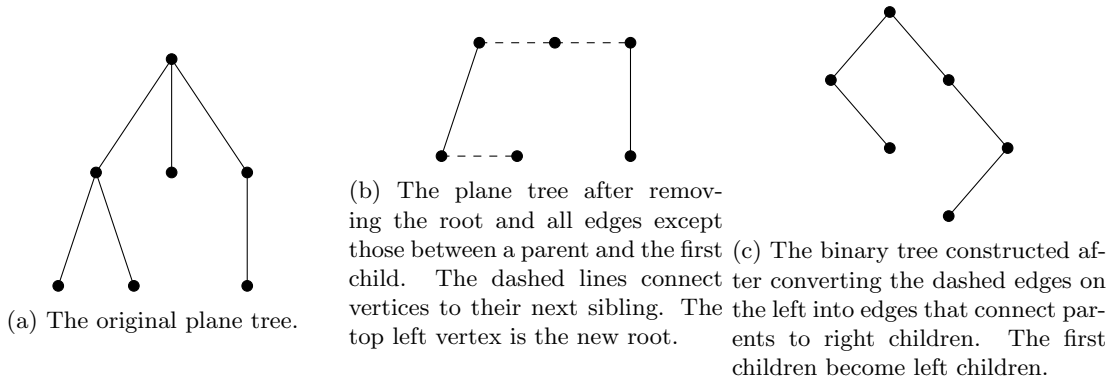 (a) The original plane tree.
(b) The plane tree after remov-
ing the root and all edges except
those between a parent and the first
child. The dashed lines connect
vertices to their next sibling. The
top left vertex is the new root.
(c) The binary tree constructed af-
ter converting the dashed edges on
the left into edges that connect par-
ents to right children. The first
children become left children.